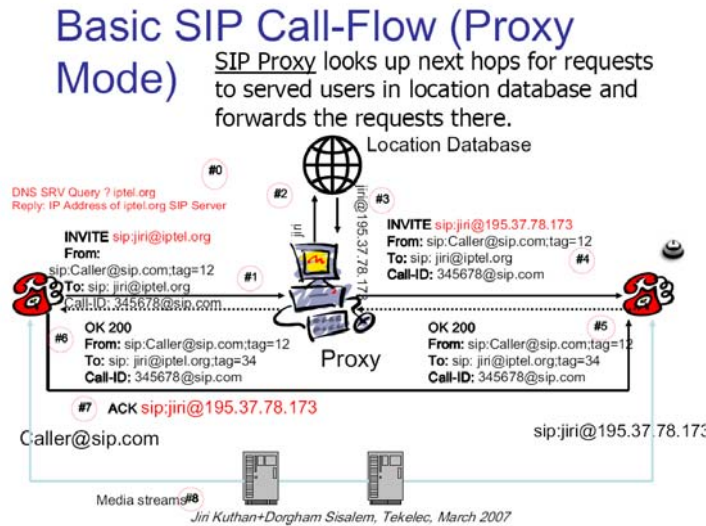 Basic SIP Call-Flow (Proxy
Mode)
SIP Proxy looks up next hops for requests
to served users in location database and
forwards the requests there.
Location Database
#0
DNS SRV Query ? iptel.org
Reply: IP Address of iptel.org SIP Server
#2
#3
jiri
jiri@195.37.78.173
INVITE sip:jiri@iptel.org
From:
sip:Caller@sip.com;tag=12
To: sip: jiri@iptel.org
Call-ID: 345678@sip.com
#1
INVITE sip:jiri@195.37.78.173
From: sip:Caller@sip.com;tag=12
To: sip: jiri@iptel.org
Call-ID: 345678@sip.com
#4
#6
OK 200
From: sip:Caller@sip.com;tag=12
To: sip: jiri@iptel.org;tag=34
Call-ID: 345678@sip.com
Proxy
OK 200
From: sip:Caller@sip.com;tag=12
To: sip: jiri@iptel.org;tag=34
Call-ID: 345678@sip.com
#5
#7
ACK sip:jiri@195.37.78.173
Caller@sip.com
sip:jiri@195.37.78.173
Media streams
#8
Jiri Kuthan+Dorgham Sisalem, Tekelec, March 2007